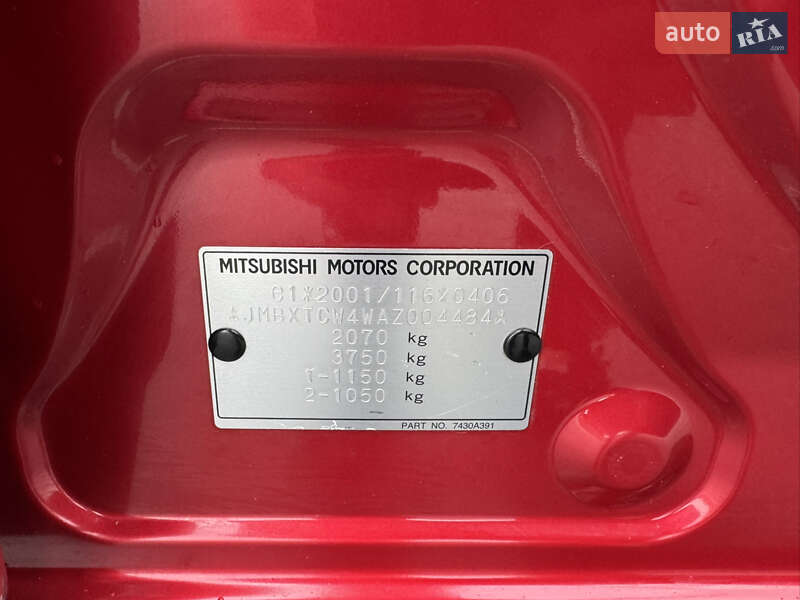 auto RIA .com
MITSUBISHI MOTORS CORPORATION
e1*2001/116*0406
*JMBXTCW4WAZ004484*
2070 kg
3750 kg
1-1150 kg
2-1050 kg
PART NO. 7430A391